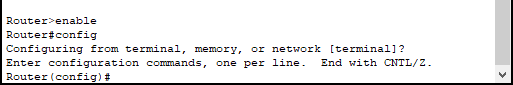 Router>enable
Router#config
Configuring from terminal, memory, or network [terminal]?
Enter configuration commands, one per line.  End with CNTL/Z.
Router(config)#